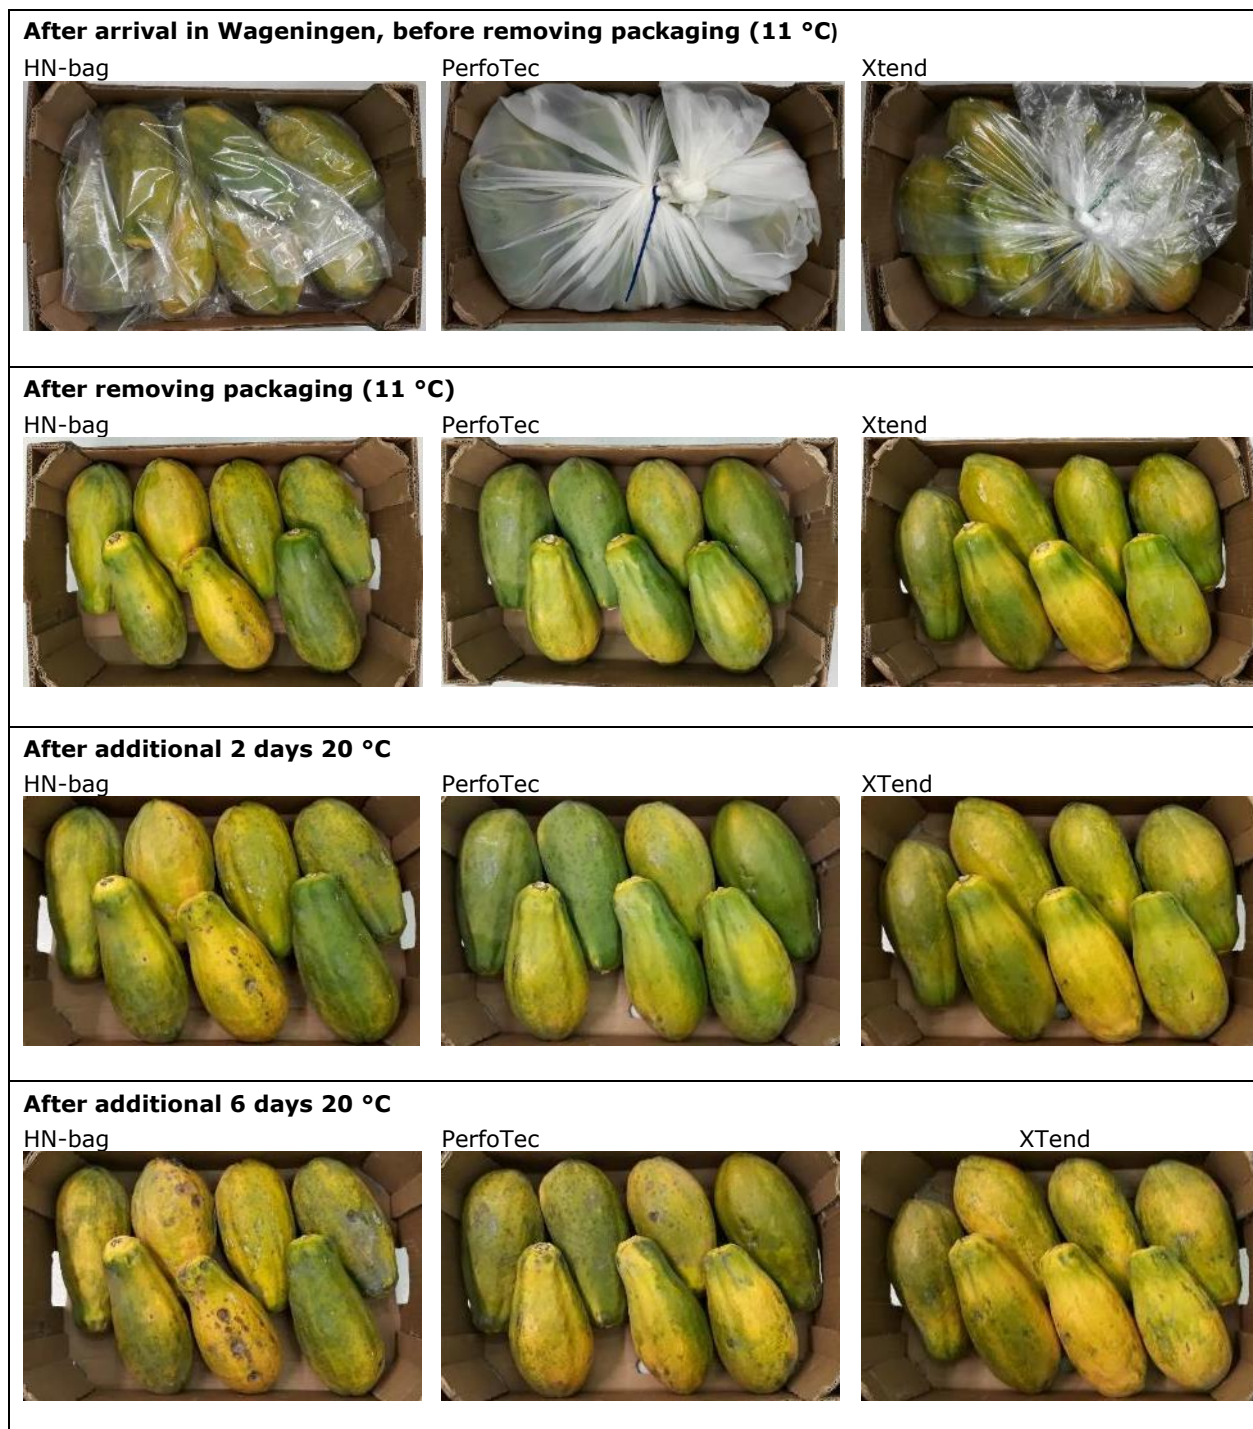 After arrival in Wageningen, before removing packaging (11 °C)
HN-bag PerfoTec Xtend
After removing packaging (11 °C)
HN-bag PerfoTec Xtend
After additional 2 days 20 °C
HN-bag PerfoTec XTend
After additional 6 days 20 °C
HN-bag PerfoTec XTend